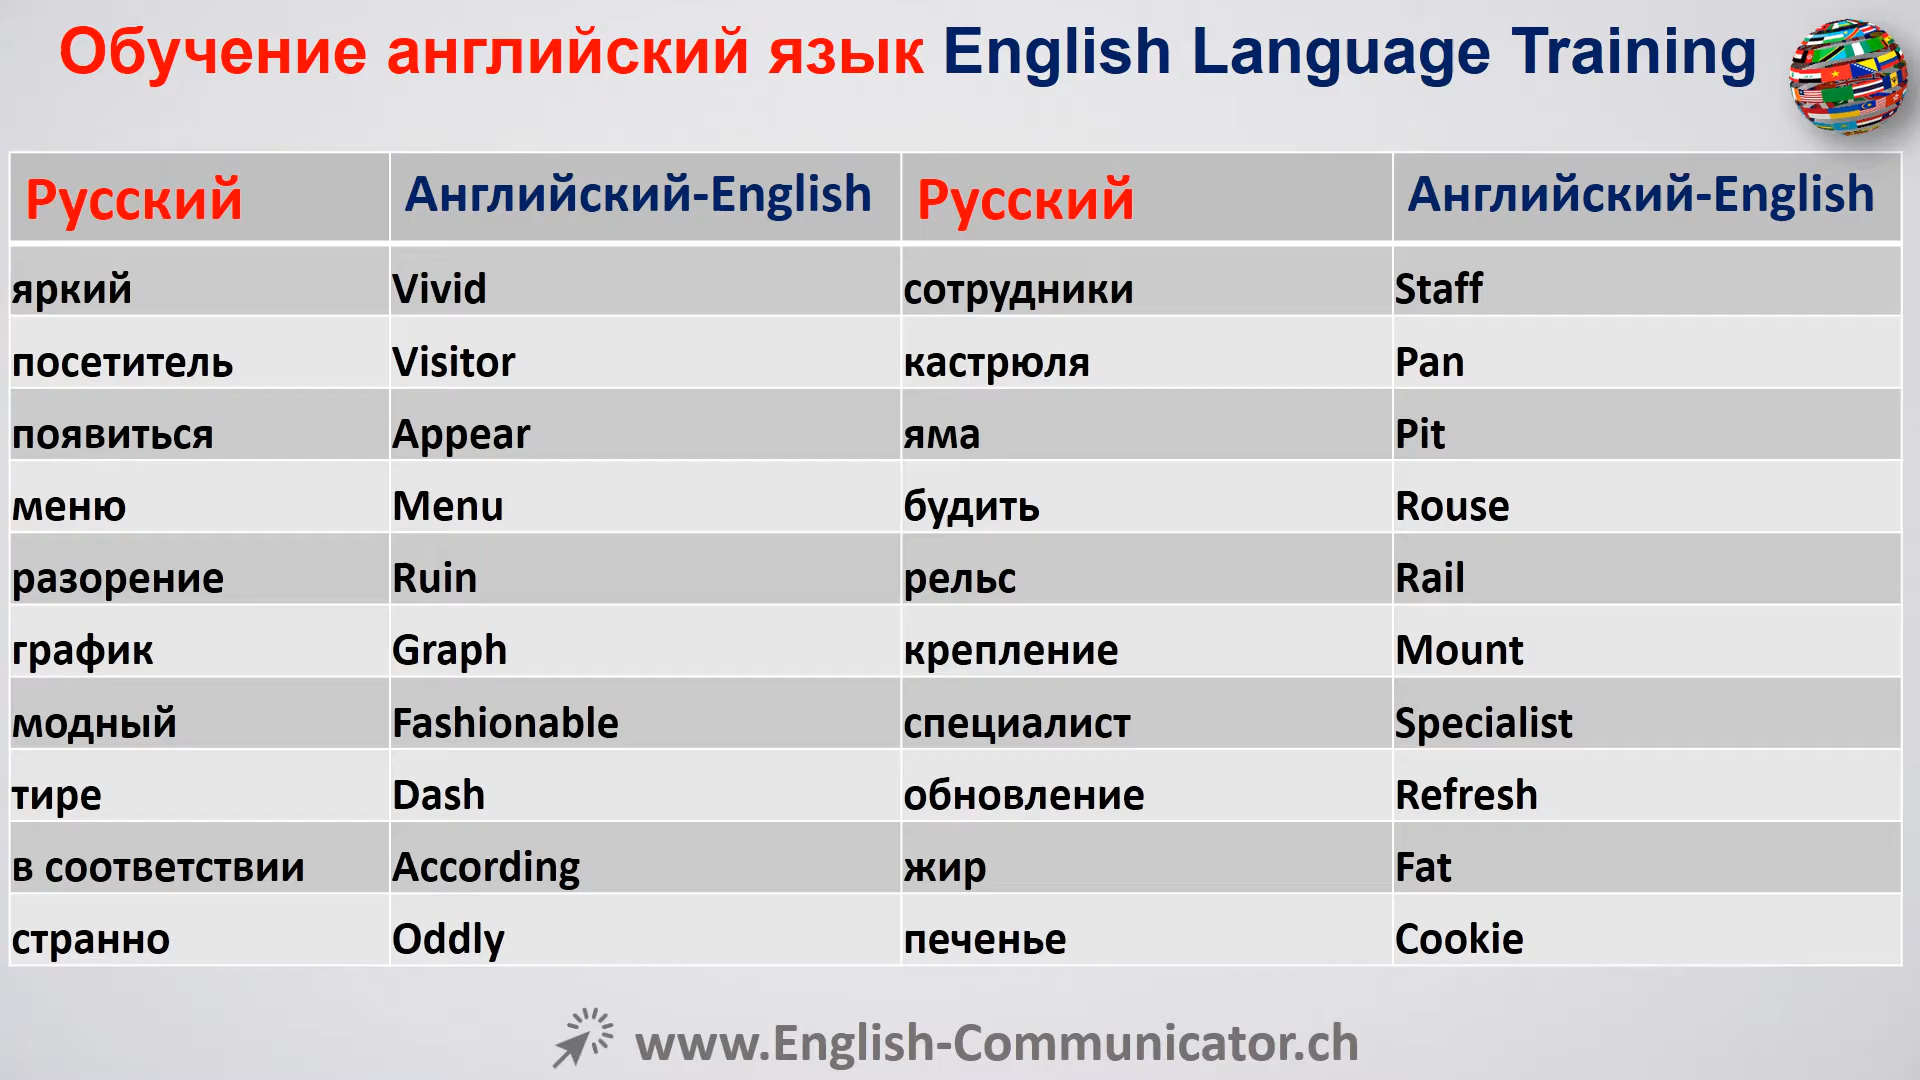 Обучение английский язык English Language Training
Русский Английский-English Русский Английский-English
яркий Vivid сотрудники Staff
посетитель Visitor кастрюля Pan
появиться Appear яма Pit
меню Menu будить Rouse
разорение Ruin рельс Rail
график Graph крепление Mount
модный Fashionable специалист Specialist
тире Dash обновление Refresh
в соответствии According жир Fat
странно Oddly печенье Cookie
www.English-Communicator.ch